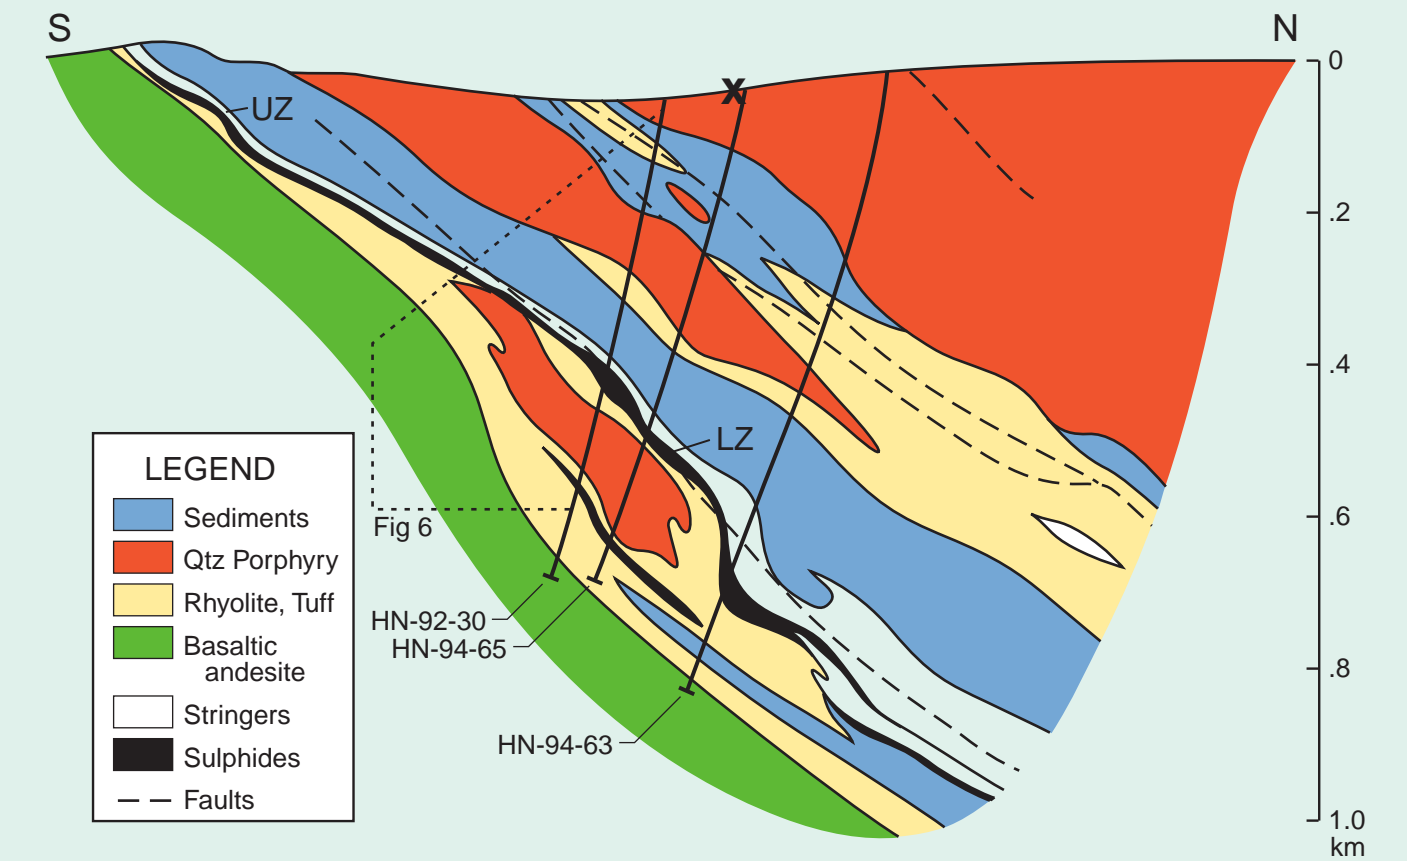 S
N
0
UZ
X
.2
.4
LZ
LEGEND
Sediments
Qtz Porphyry
Rhyolite, Tuff
Basaltic
andesite
Stringers
Sulphides
Faults
Fig 6
.6
HN-92-30
HN-94-65
.8
HN-94-63
1.0
km